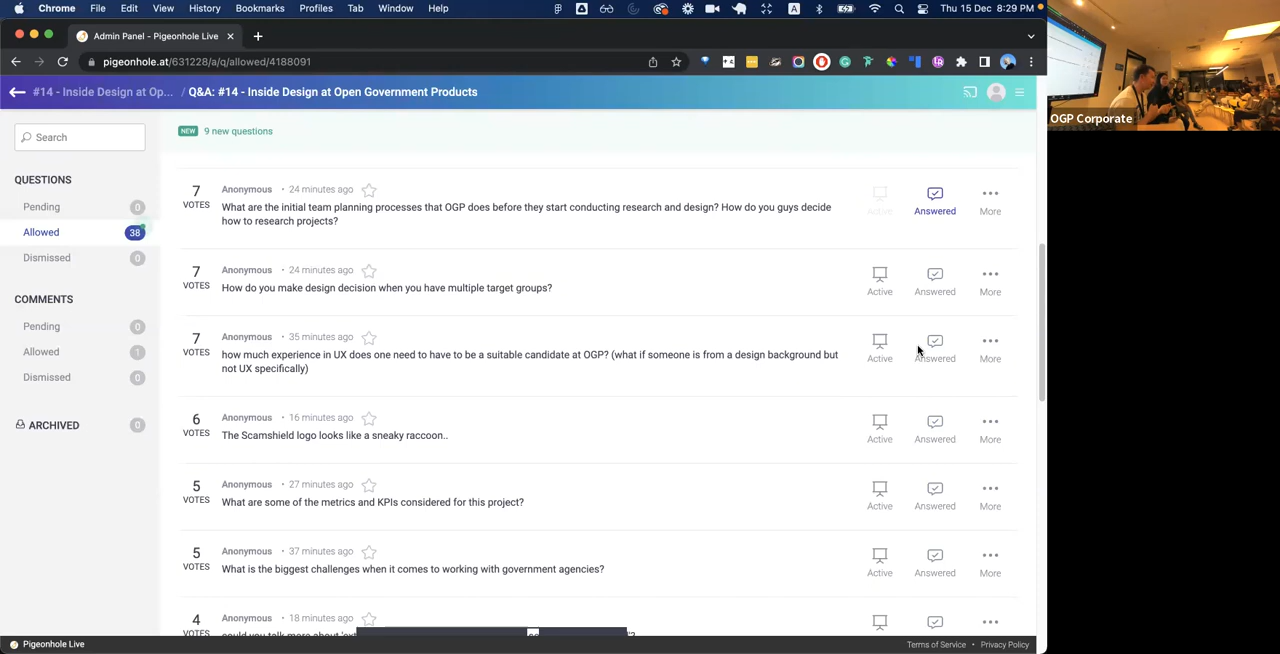 Chrome File Edit View History Bookmarks Profiles Tab Window Help Thu 15 Dec 8:29 PM
Admin Panel - Pigeonhole Live
pigeonhole.at/631228/a/q/allowed/4188091
#14 - Inside Design at Op... / Q&A: #14 - Inside Design at Open Government Products
OGP Corporate
Search
QUESTIONS
Pending 0
Allowed 38
Dismissed 0
COMMENTS
Pending 0
Allowed 1
Dismissed 0
ARCHIVED 0
NEW 9 new questions
7 VOTES
Anonymous • 24 minutes ago
What are the initial team planning processes that OGP does before they start conducting research and design? How do you guys decide
how to research projects?
Active Answered More
7 VOTES
Anonymous • 24 minutes ago
How do you make design decision when you have multiple target groups?
Active Answered More
7 VOTES
Anonymous • 35 minutes ago
how much experience in UX does one need to have to be a suitable candidate at OGP? (what if someone is from a design background but
not UX specifically)
Active Answered More
6 VOTES
Anonymous • 16 minutes ago
The Scamshield logo looks like a sneaky raccoon..
Active Answered More
5 VOTES
Anonymous • 27 minutes ago
What are some of the metrics and KPIs considered for this project?
Active Answered More
5 VOTES
Anonymous • 37 minutes ago
What is the biggest challenges when it comes to working with government agencies?
Active Answered More
4 VOTES
Anonymous • 18 minutes ago
could you talk more about
Pigeonhole Live
Terms of Service • Privacy Policy